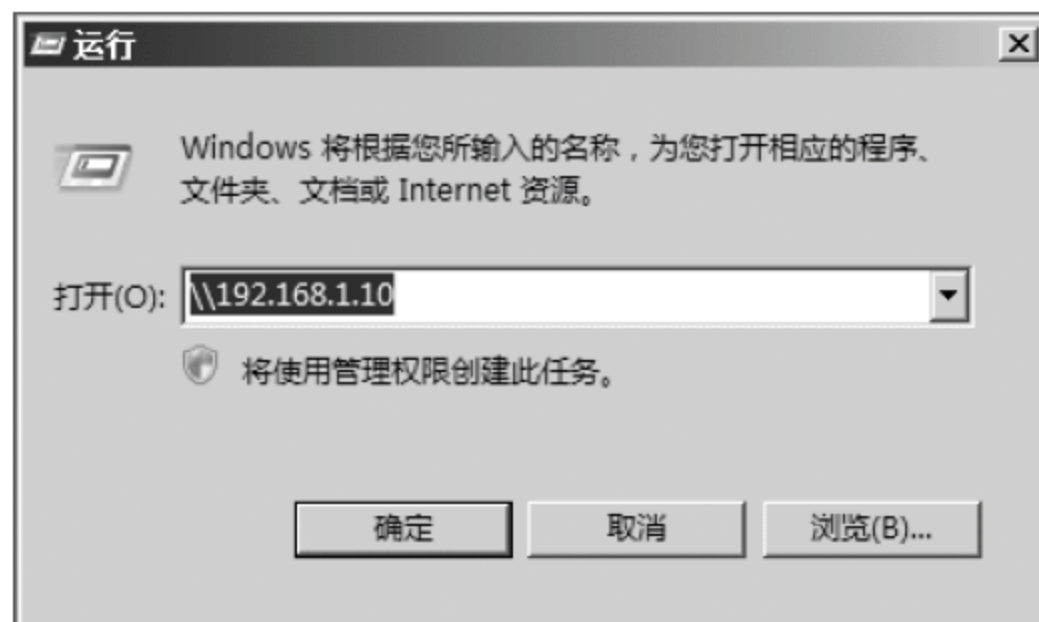 运行
Windows 将根据您所输入的名称，为您打开相应的程序、
文件夹、文档或 Internet 资源。
打开(O): \\192.168.1.10
将使用管理权限创建此任务。
确定 取消 浏览(B)...